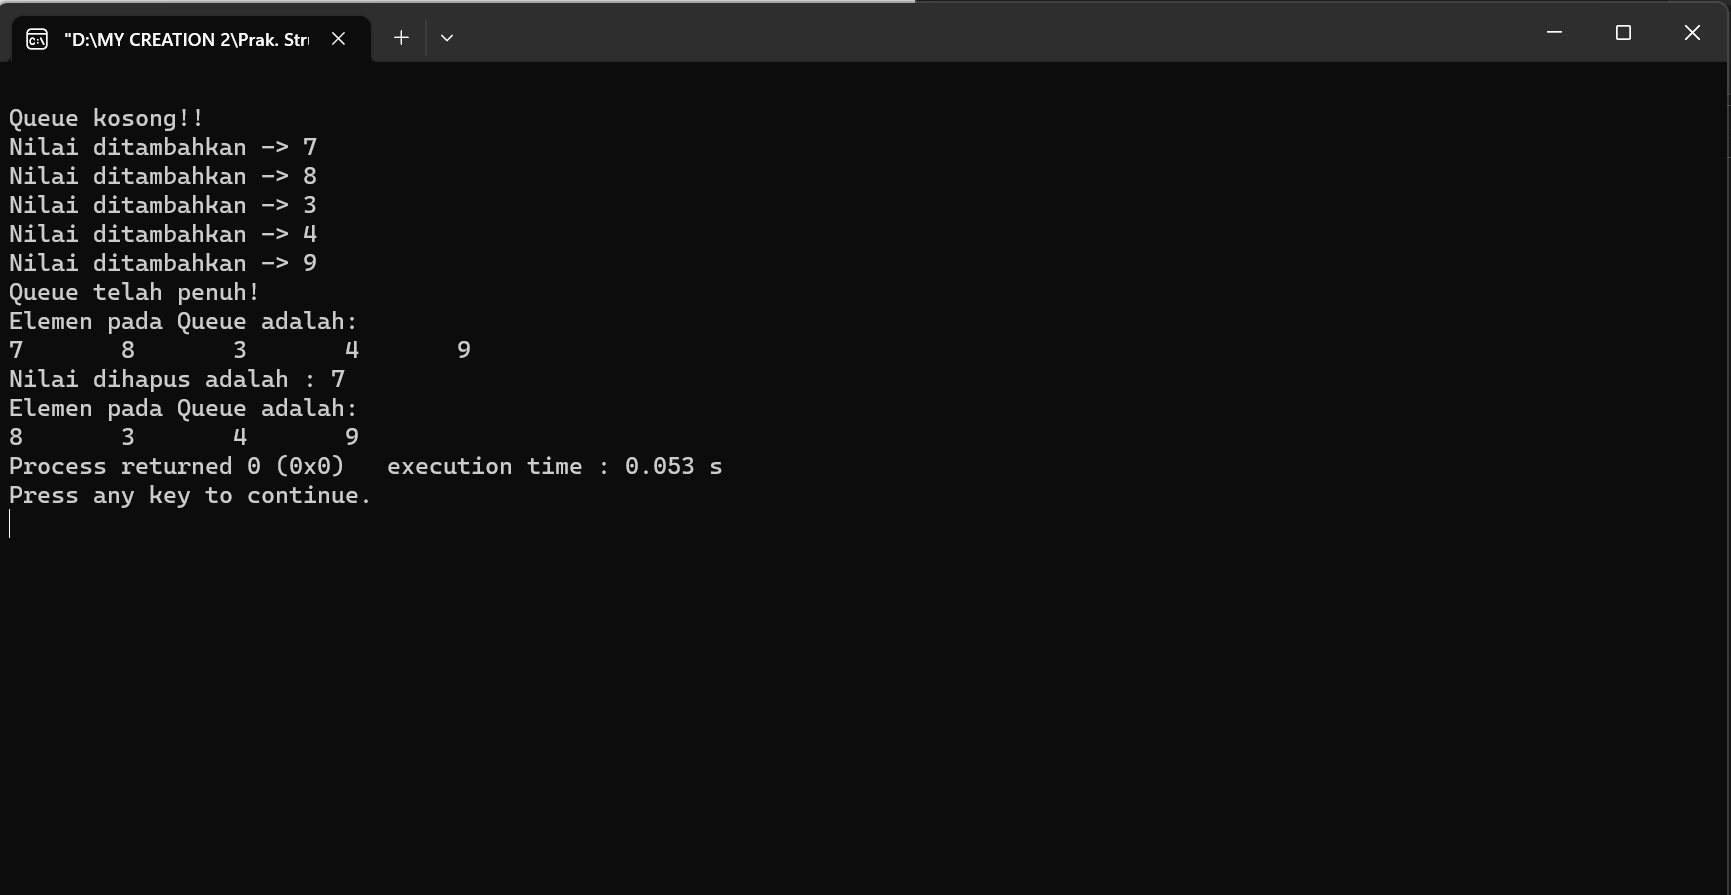 "D:\MY CREATION 2\Prak. Str
Queue kosong!!
Nilai ditambahkan -> 7
Nilai ditambahkan -> 8
Nilai ditambahkan -> 3
Nilai ditambahkan -> 4
Nilai ditambahkan -> 9
Queue telah penuh!
Elemen pada Queue adalah:
7 8 3 4 9
Nilai dihapus adalah : 7
Elemen pada Queue adalah:
8 3 4 9
Process returned 0 (0x0) execution time : 0.053 s
Press any key to continue.